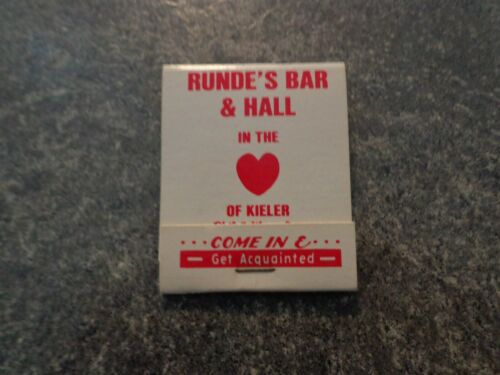 RUNDE'S BAR
& HALL
IN THE
OF KIELER
···COME IN &···
Get Acquainted